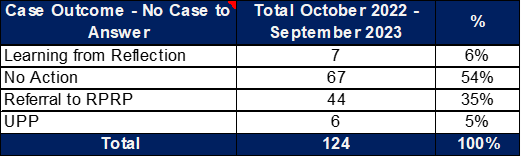 Case Outcome - No Case to Answer Total October 2022 - September 2023 %
Learning from Reflection 7 6%
No Action 67 54%
Referral to RPRP 44 35%
UPP 6 5%
Total 124 100%